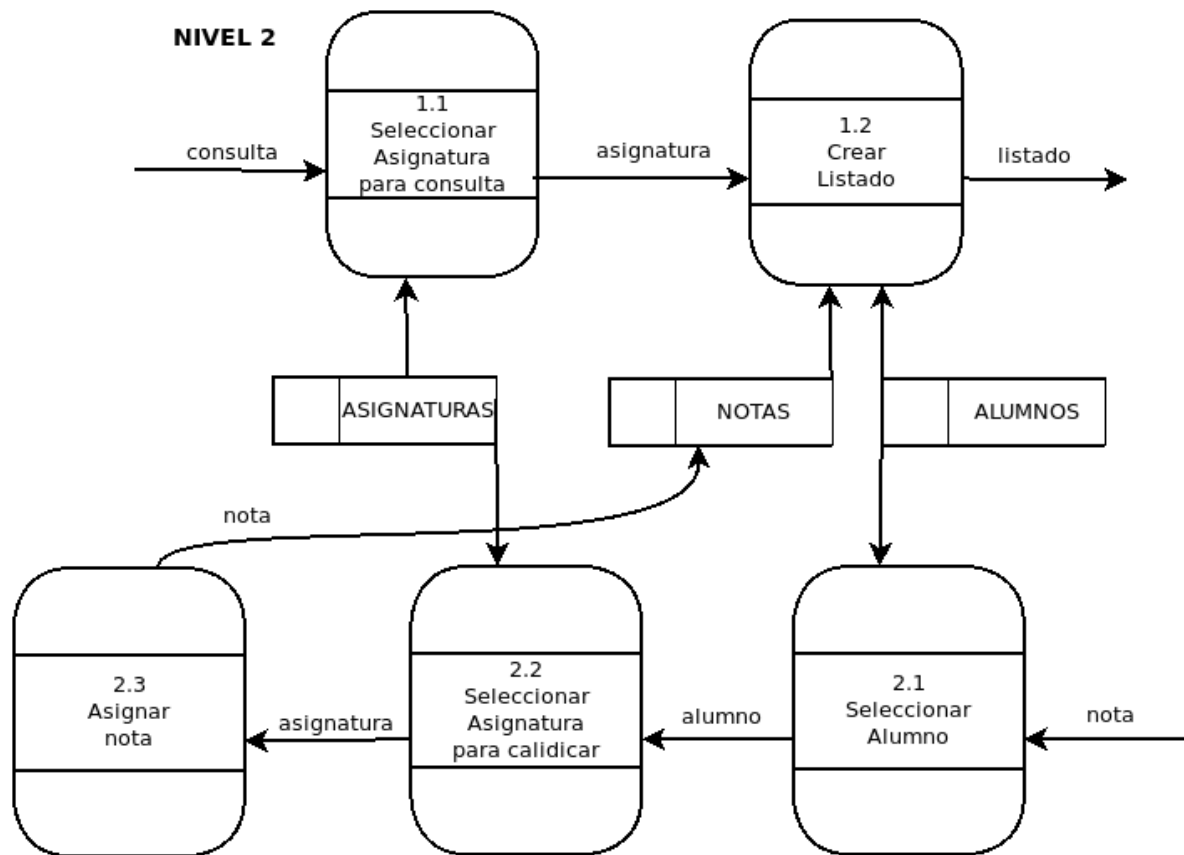 NIVEL 2
1.1
Seleccionar
Asignatura
para consulta
1.2
Crear
Listado
consulta
asignatura
listado
ASIGNATURAS
NOTAS
ALUMNOS
nota
2.3
Asignar
nota
asignatura
2.2
Seleccionar
Asignatura
para calidicar
alumno
2.1
Seleccionar
Alumno
nota